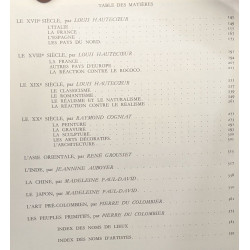 TABLE DES MATIÈRES
LE XVIIe SIÈCLE, par LOUIS HAUTECŒUR
L'ITALIE
LA FRANCE
L'ESPAGNE
LES PAYS DU NORD
LE XVIIIe SIÈCLE, par LOUIS HAUTECŒUR
LA FRANCE
AUTRES PAYS D'EUROPE
LA RÉACTION CONTRE LE ROCOCO
LE XIXe SIÈCLE, par LOUIS HAUTECŒUR
LE CLASSICISME
LE ROMANTISME
LE RÉALISME ET LE NATURALISME
LA RÉACTION CONTRE LE RÉALISME
LE XXe SIÈCLE, par RAYMOND COGNIAT
LA PEINTURE
LA GRAVURE
LA SCULPTURE
LES ARTS DÉCORATIFS
L'ARCHITECTURE
L'ASIE ORIENTALE, par RENÉ GROUSSET
L'INDE, par JEANNINE AUBOYER
LA CHINE, par MADELEINE PAUL-DAVID
LE JAPON, par MADELEINE PAUL-DAVID
L'ART PRÉ-COLOMBIEN, par PIERRE DU COLOMBIER
LES PEUPLES PRIMITIFS, par PIERRE DU COLOMBIER
INDEX DES NOMS DE LIEUX
INDEX DES NOMS D'ARTISTES